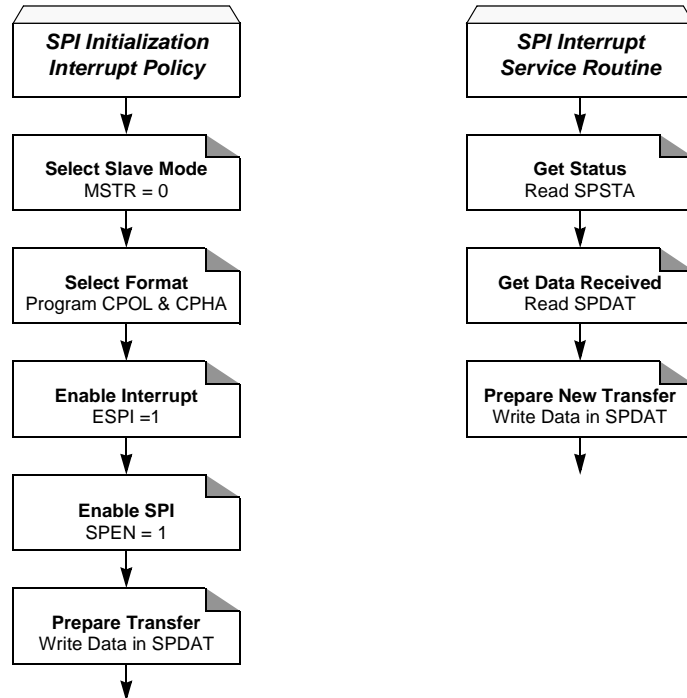 SPI Initialization
Interrupt Policy
Select Slave Mode
MSTR = 0
Select Format
Program CPOL & CPHA
Enable Interrupt
ESPI =1
Enable SPI
SPEN = 1
Prepare Transfer
Write Data in SPDAT
SPI Interrupt
Service Routine
Get Status
Read SPSTA
Get Data Received
Read SPDAT
Prepare New Transfer
Write Data in SPDAT